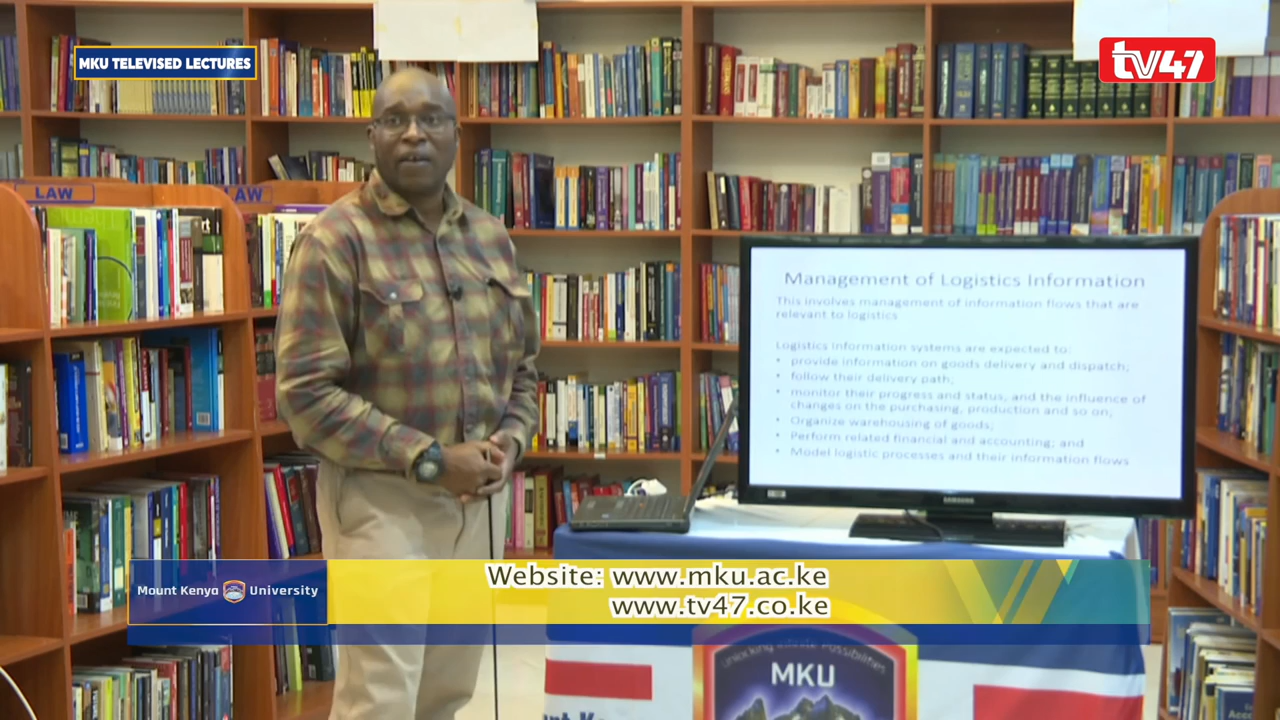 MKU TELEVISED LECTURES
tv47
LAW
LAW
Management of Logistics Information
This involves management of information flows that are
relevant to logistics
Logistics Information systems are expected to:
• provide information on goods delivery and dispatch;
• follow their delivery path;
• monitor their progress and status, and the influence of
changes on the purchasing, production and so on;
• Organize warehousing of goods;
• Perform related financial and accounting; and
• Model logistic processes and their information flows
SAMSUNG
Mount Kenya University
Website: www.mku.ac.ke
www.tv47.co.ke
Unlocking Infinite Possibilities
MKU